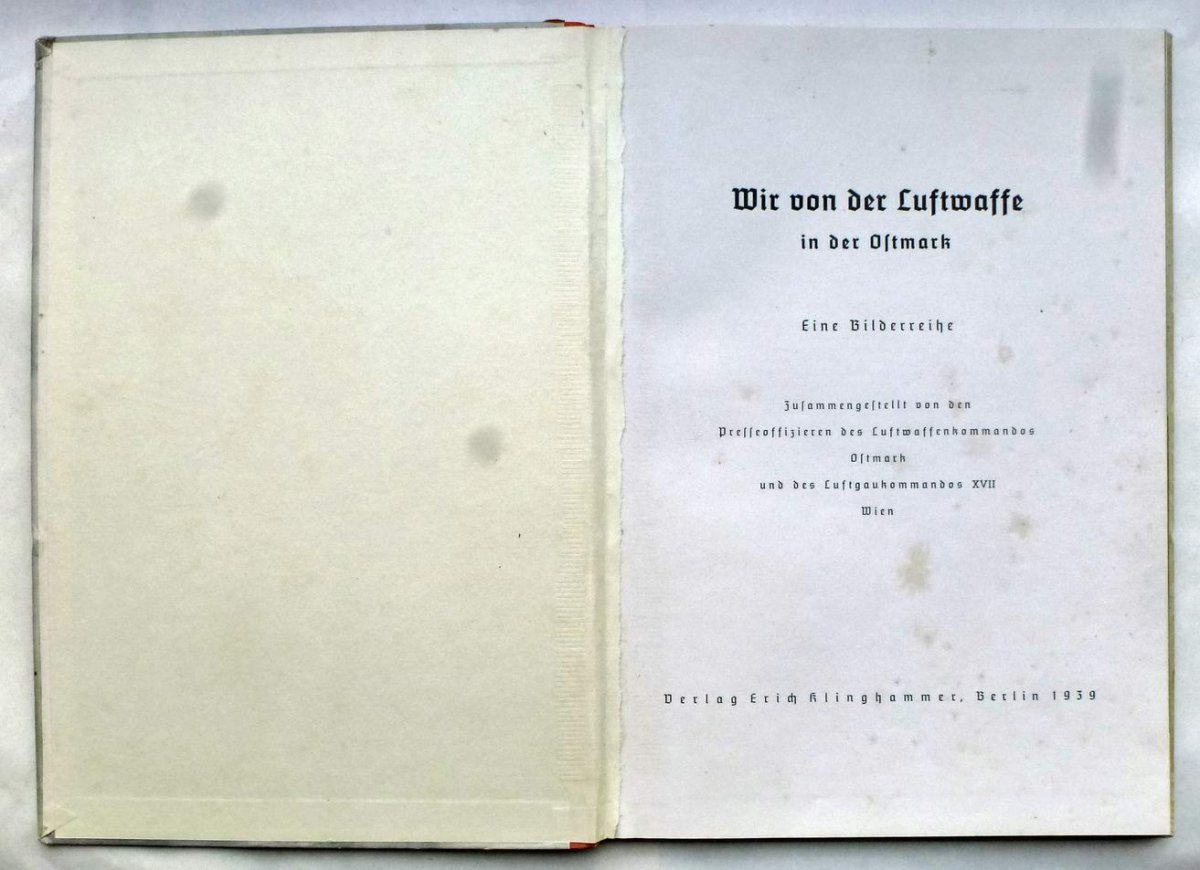 Wir von der Luftwaffe
in der Oſtmark
Eine Bilderreihe
Zuſammengeſtellt von den
Preſſeoffizieren des Luftwaffenkommandos
Oſtmark
und des Luftgaukommandos XVII
Wien
Verlag Erich Klinghammer, Berlin 1939